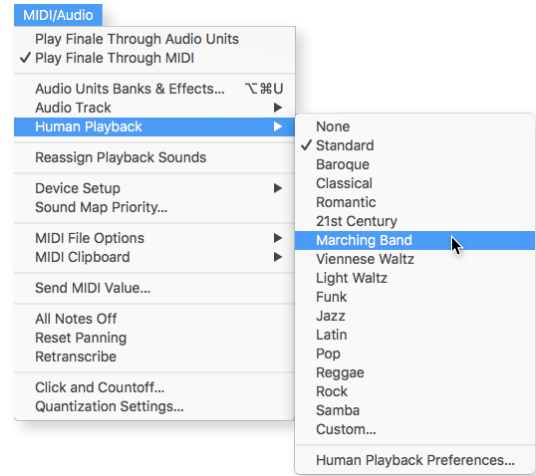 MIDI/Audio
Play Finale Through Audio Units
✓ Play Finale Through MIDI
Audio Units Banks & Effects... ⌥⌘U
Audio Track ▶
Human Playback ▶
Reassign Playback Sounds
Device Setup ▶
Sound Map Priority...
MIDI File Options ▶
MIDI Clipboard ▶
Send MIDI Value...
All Notes Off
Reset Panning
Retranscribe
Click and Countoff...
Quantization Settings...
None
✓ Standard
Baroque
Classical
Romantic
21st Century
Marching Band
Viennese Waltz
Light Waltz
Funk
Jazz
Latin
Pop
Reggae
Rock
Samba
Custom...
Human Playback Preferences...